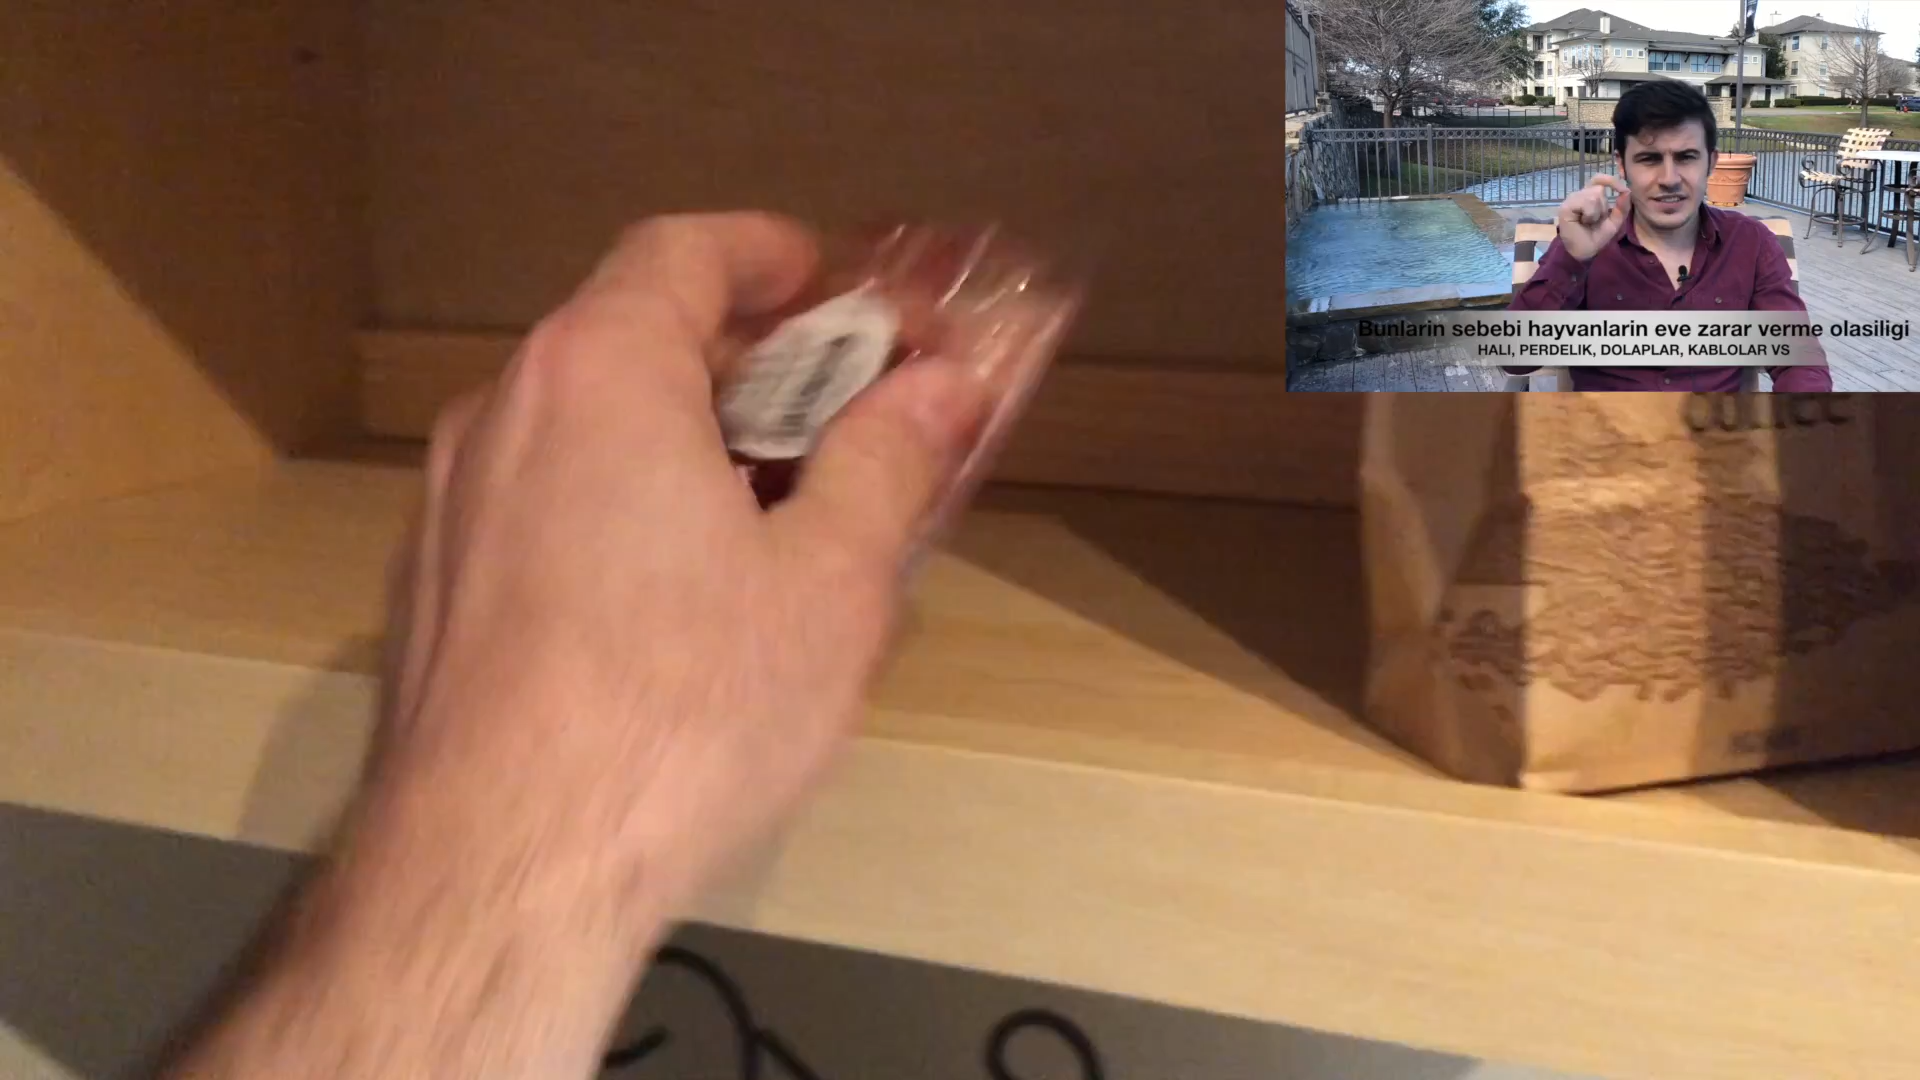 Bunlarin sebebi hayvanlarin eve zarar verme olasiligi
HALI, PERDELIK, DOLAPLAR, KABLOLAR VS